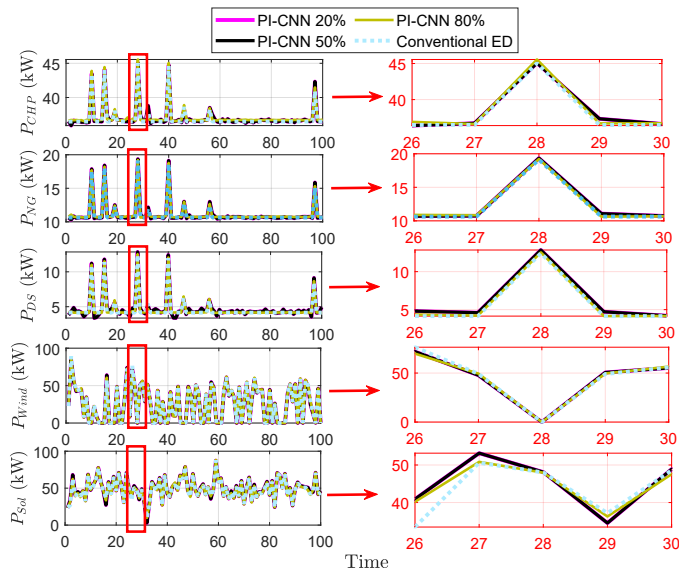 PI-CNN 20% PI-CNN 80%
PI-CNN 50% Conventional ED
P_CHP (kW)
45
40
0 20 40 60 80 100
45
40
26 27 28 29 30
P_NG (kW)
20
15
10
0 20 40 60 80 100
20
15
10
26 27 28 29 30
P_DS (kW)
10
5
0 20 40 60 80 100
10
5
26 27 28 29 30
P_Wind (kW)
100
50
0
0 20 40 60 80 100
50
0
26 27 28 29 30
P_Sol (kW)
100
50
0
0 20 40 60 80 100
50
40
26 27 28 29 30
Time